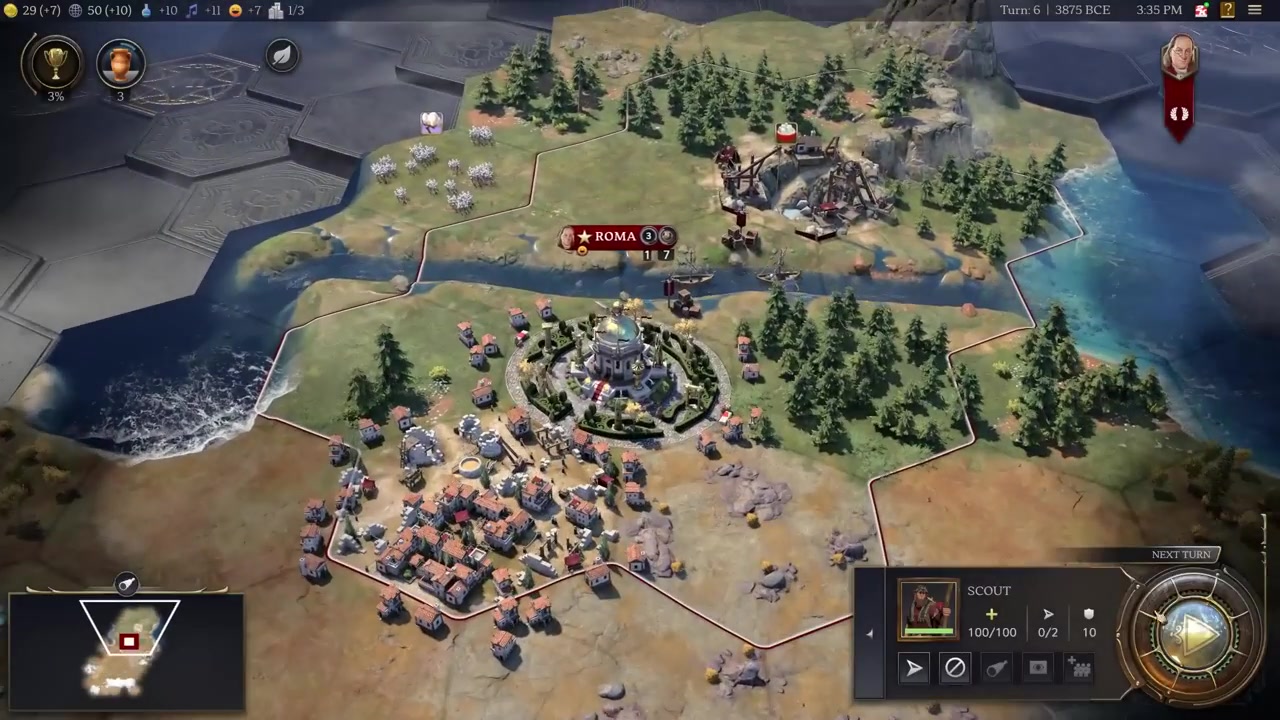 29 (+7) 50 (+10) +10 +11 +7 1/3
Turn: 6 | 3875 BCE 3:35 PM
3% 3
ROMA 3
1 7
NEXT TURN
SCOUT
100/100 0/2 10